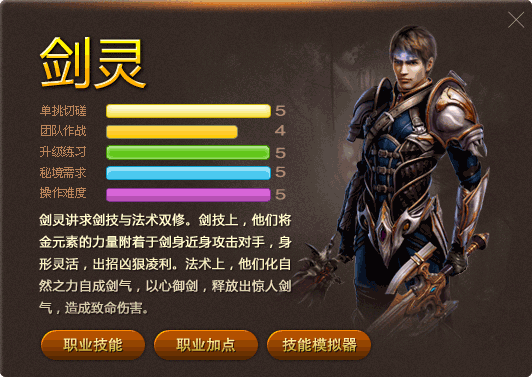 剑灵
单挑切磋 5
团队作战 4
升级练习 5
秘境需求 5
操作难度 5
剑灵讲求剑技与法术双修。剑技上，他们将
金元素的力量附着于剑身近身攻击对手，身
形灵活，出招凶狠凌利。法术上，他们化自
然之力自成剑气，以心御剑，释放出惊人剑
气，造成致命伤害。
职业技能 职业加点 技能模拟器